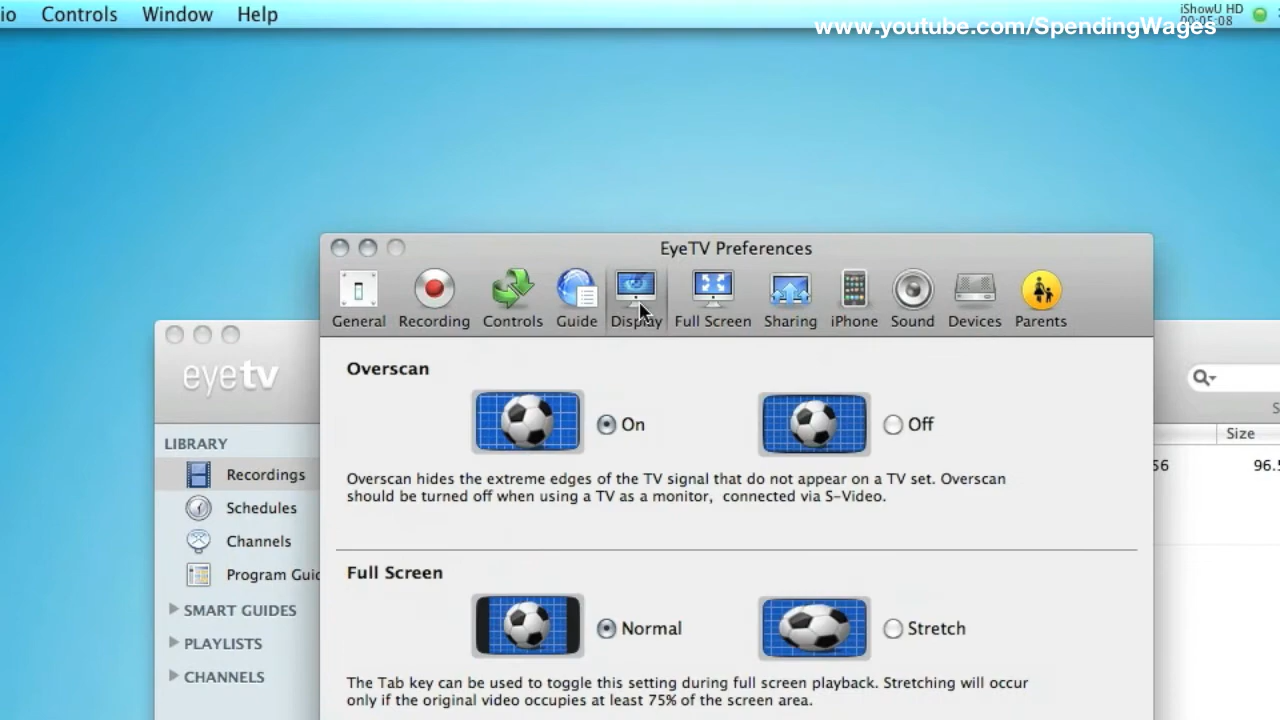 io Controls Window Help
iShowU HD
00:05:08
www.youtube.com/SpendingWages
EyeTV Preferences
General Recording Controls Guide Display Full Screen Sharing iPhone Sound Devices Parents
eyetv
Overscan
On Off
Overscan hides the extreme edges of the TV signal that do not appear on a TV set. Overscan
should be turned off when using a TV as a monitor, connected via S-Video.
Full Screen
Normal Stretch
The Tab key can be used to toggle this setting during full screen playback. Stretching will occur
only if the original video occupies at least 75% of the screen area.
LIBRARY
Recordings
Schedules
Channels
Program Guid
SMART GUIDES
PLAYLISTS
CHANNELS
S
Size
56 96.5